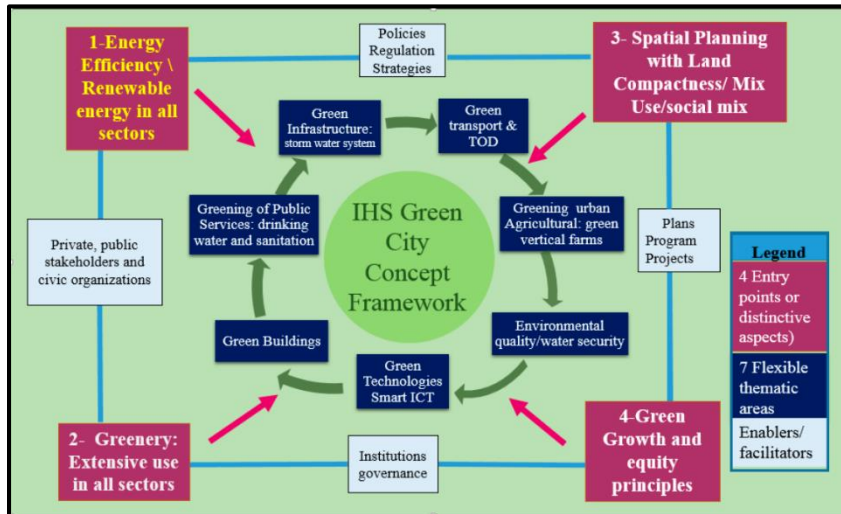 1-Energy
Efficiency \
Renewable
energy in all
sectors
Policies
Regulation
Strategies
3- Spatial Planning
with Land
Compactness/ Mix
Use/social mix
Green
Infrastructure:
storm water system
Green
transport &
TOD
Greening of Public
Services: drinking
water and sanitation
IHS Green
City
Concept
Framework
Greening urban
Agricultural: green
vertical farms
Private, public
stakeholders and
civic organizations
Plans
Program
Projects
Green Buildings
Green
Technologies
Smart ICT
Environmental
quality/water security
2- Greenery:
Extensive use
in all sectors
Institutions
governance
4-Green
Growth and
equity
principles
Legend
4 Entry
points or
distinctive
aspects)
7 Flexible
thematic
areas
Enablers/
facilitators